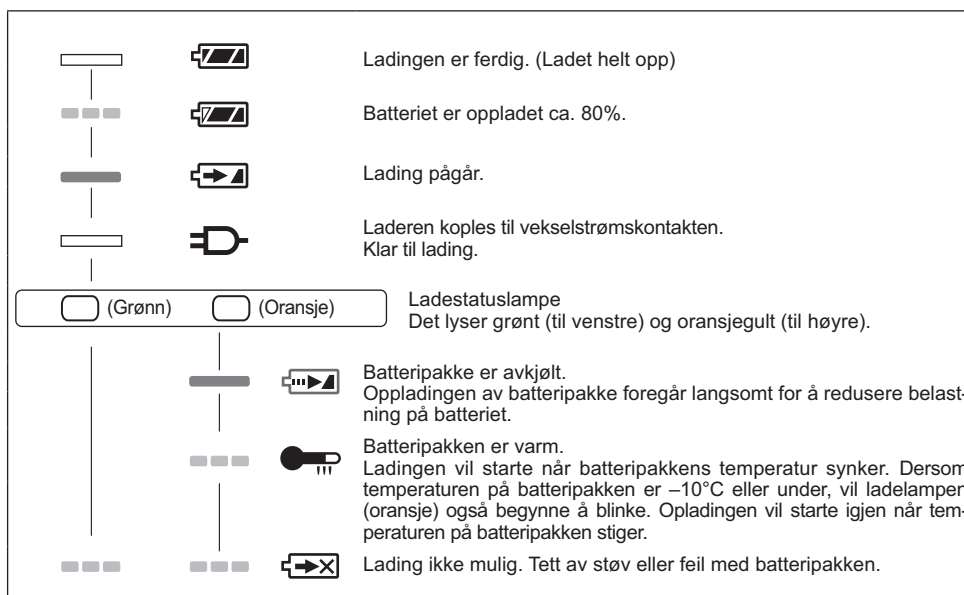 Ladingen er ferdig. (Ladet helt opp)
Batteriet er oppladet ca. 80%.
Lading pågår.
Laderen koples til vekselstrømskontakten.
Klar til lading.
(Grønn) (Oransje)
Ladestatuslampe
Det lyser grønt (til venstre) og oransjegult (til høyre).
Batteripakke er avkjølt.
Oppladingen av batteripakke foregår langsomt for å redusere belast-
ning på batteriet.
Batteripakken er varm.
Ladingen vil starte når batteripakkens temperatur synker. Dersom
temperaturen på batteripakken er –10°C eller under, vil ladelampen
(oransje) også begynne å blinke. Opladingen vil starte igjen når tem-
peraturen på batteripakken stiger.
Lading ikke mulig. Tett av støv eller feil med batteripakken.